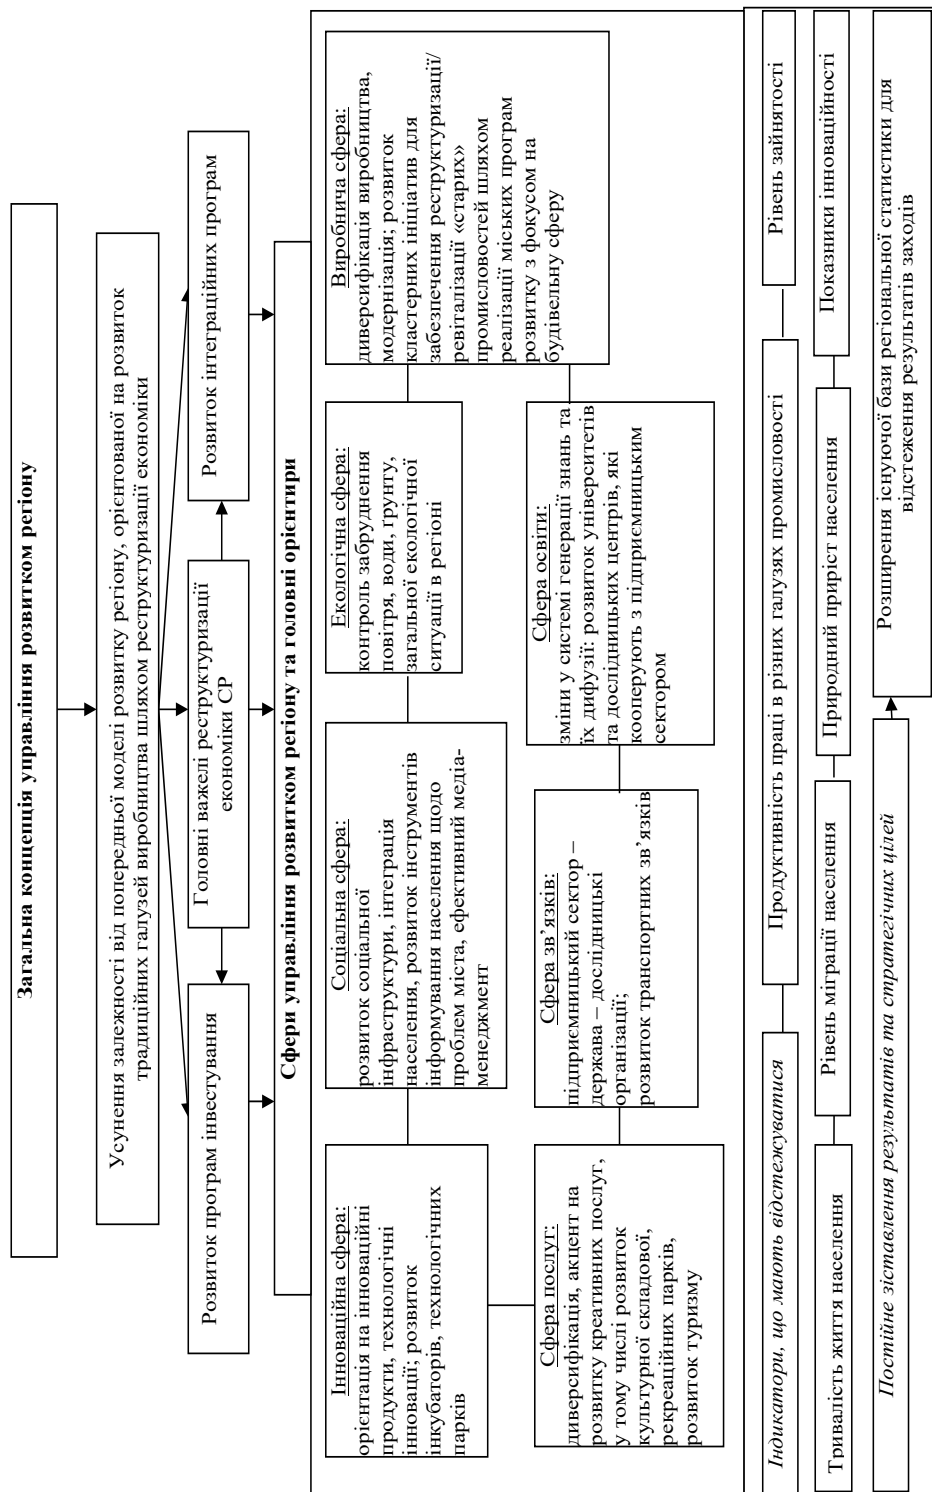 Загальна концепція управління розвитком регіону
Усунення залежності від попередньої моделі розвитку регіону, орієнтованої на розвиток
традиційних галузей виробництва шляхом реструктуризації економіки
Розвиток програм інвестування
Головні важелі реструктуризації
економіки СР
Розвиток інтеграційних програм
Сфери управління розвитком регіону та головні орієнтири
Інноваційна сфера:
орієнтація на інноваційні
продукти, технологічні
інновації; розвиток
інкубаторів, технологічних
парків
Соціальна сфера:
розвиток соціальної
інфраструктури, інтеграція
населення, розвиток інструментів
інформування населення щодо
проблем міста, ефективний медіа-
менеджмент
Екологічна сфера:
контроль забруднення
повітря, води, ґрунту,
загальної екологічної
ситуації в регіоні
Виробнича сфера:
диверсифікація виробництва,
модернізація; розвиток
кластерних ініціатив для
забезпечення реструктуризації/
ревіталізації «старих»
промисловостей шляхом
реалізації міських програм
розвитку з фокусом на
будівельну сферу
Сфера послуг:
диверсифікація, акцент на
розвитку креативних послуг,
у тому числі розвиток
культурної складової,
рекреаційних парків,
розвиток туризму
Сфера зв’язків:
підприємницький сектор –
держава – дослідницькі
організації;
розвиток транспортних зв’язків
Сфера освіти:
зміни у системі генерації знань та
їх дифузії: розвиток університетів
та дослідницьких центрів, які
кооперують з підприємницьким
сектором
Індикатори, що мають відстежуватися
Продуктивність праці в різних галузях промисловості
Рівень зайнятості
Тривалість життя населення
Рівень міграції населення
Природний приріст населення
Показники інноваційності
Постійне зіставлення результатів та стратегічних цілей
Розширення існуючої бази регіональної статистики для
відстеження результатів заходів